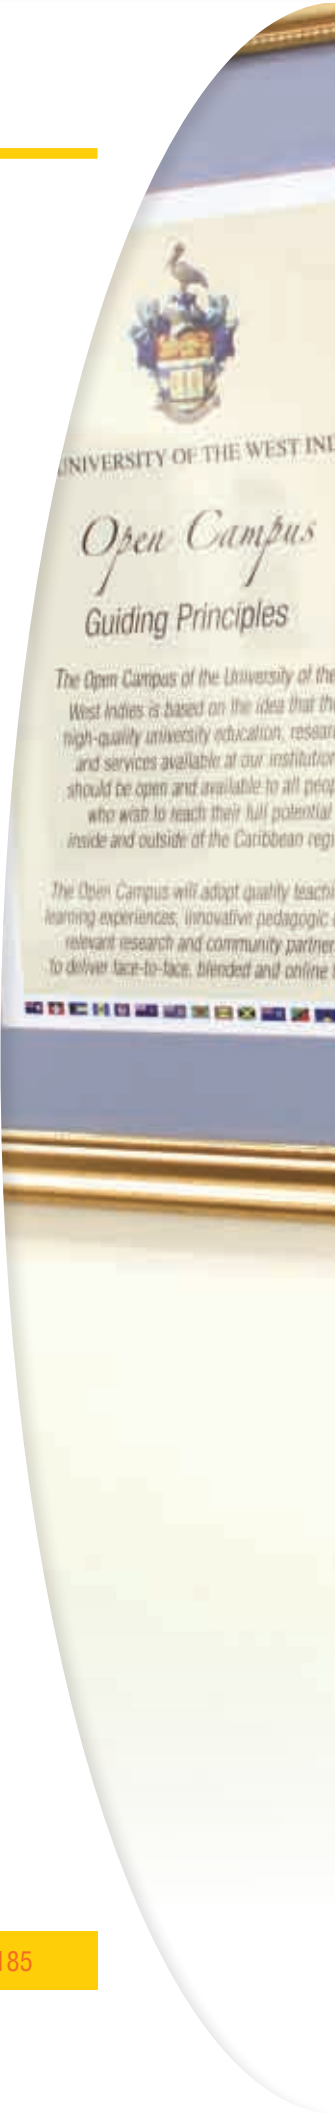 UNIVERSITY OF THE WEST IND
Open Campus
Guiding Principles
The Open Campus of the University of the
West Indies is based on the idea that the
high-quality university education, resear
and services available at our institution
should be open and available to all peop
who wish to reach their full potential
inside and outside of the Caribbean regi
The Open Campus will adopt quality teachi
learning experiences, innovative pedagogic
relevant research and community partner
to deliver face-to-face, blended and online
185